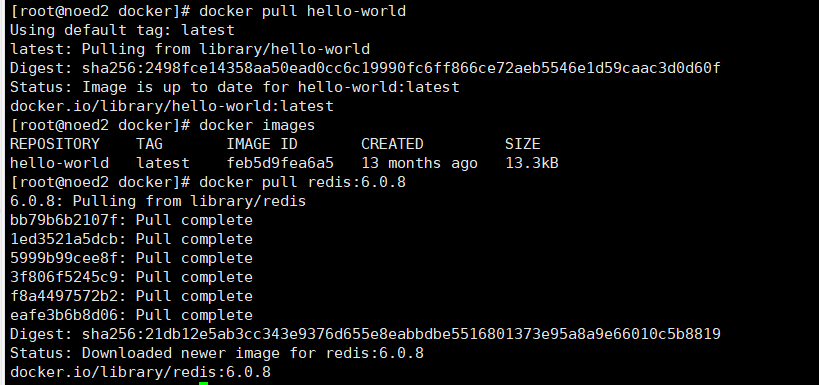 [root@noed2 docker]# docker pull hello-world
Using default tag: latest
latest: Pulling from library/hello-world
Digest: sha256:2498fce14358aa50ead0cc6c19990fc6ff866ce72aeb5546e1d59caac3d0d60f
Status: Image is up to date for hello-world:latest
docker.io/library/hello-world:latest
[root@noed2 docker]# docker images
REPOSITORY    TAG       IMAGE ID       CREATED         SIZE
hello-world   latest    feb5d9fea6a5   13 months ago   13.3kB
[root@noed2 docker]# docker pull redis:6.0.8
6.0.8: Pulling from library/redis
bb79b6b2107f: Pull complete
1ed3521a5dcb: Pull complete
5999b99cee8f: Pull complete
3f806f5245c9: Pull complete
f8a4497572b2: Pull complete
eafe3b6b8d06: Pull complete
Digest: sha256:21db12e5ab3cc343e9376d655e8eabbdbe5516801373e95a8a9e66010c5b8819
Status: Downloaded newer image for redis:6.0.8
docker.io/library/redis:6.0.8